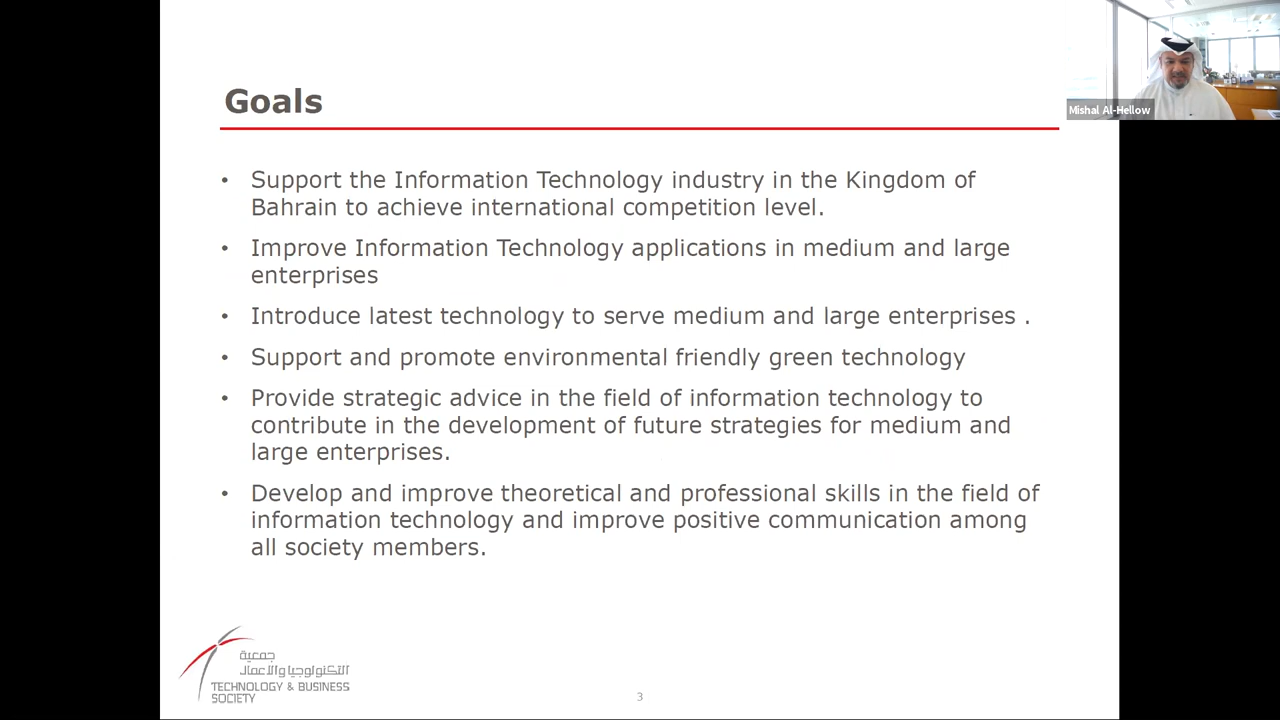 Goals
Mishal Al-Hellow
• Support the Information Technology industry in the Kingdom of
Bahrain to achieve international competition level.
• Improve Information Technology applications in medium and large
enterprises
• Introduce latest technology to serve medium and large enterprises .
• Support and promote environmental friendly green technology
• Provide strategic advice in the field of information technology to
contribute in the development of future strategies for medium and
large enterprises.
• Develop and improve theoretical and professional skills in the field of
information technology and improve positive communication among
all society members.
جمعية
التكنولوجيا والأعمال
TECHNOLOGY & BUSINESS
SOCIETY
3